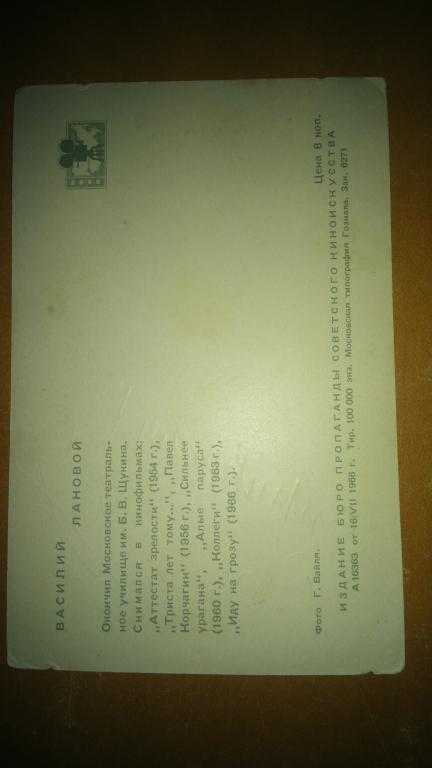 ВАСИЛИЙ
ЛАНОВОЙ
Окончил Московское театраль-
ное училище им. Б. В. Щукина.
Снимался в кинофильмах:
„Аттестат зрелости“ (1954 г.),
„Триста лет тому...“, „Павел
Корчагин“ (1956 г.), „Сильнее
урагана“, „Алые паруса“
(1960 г.), „Коллеги“ (1963 г.),
„Иду на грозу“ (1966 г.).
Фото Г. Вайля. Цена 8 коп.
ИЗДАНИЕ БЮРО ПРОПАГАНДЫ СОВЕТСКОГО КИНОИСКУССТВА
А 16363 от 16/VII 1966 г. Тир. 100 000 экз. Московская типография Гознака. Зак. 6271